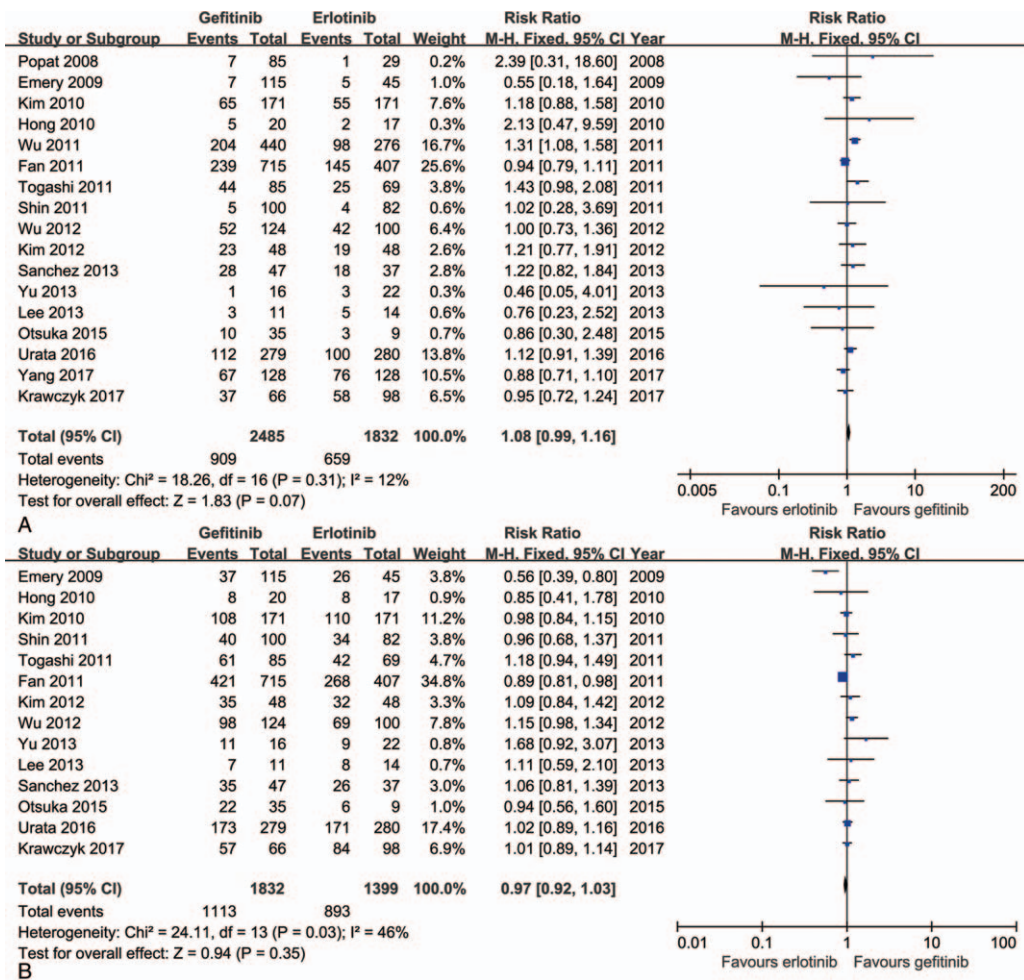 Gefitinib Erlotinib Risk Ratio Risk Ratio
Study or Subgroup Events Total Events Total Weight M-H, Fixed, 95% CI Year M-H, Fixed, 95% CI
Popat 2008 7 85 1 29 0.2% 2.39 [0.31, 18.60] 2008
Emery 2009 7 115 5 45 1.0% 0.55 [0.18, 1.64] 2009
Kim 2010 65 171 55 171 7.6% 1.18 [0.88, 1.58] 2010
Hong 2010 5 20 2 17 0.3% 2.13 [0.47, 9.59] 2010
Wu 2011 204 440 98 276 16.7% 1.31 [1.08, 1.58] 2011
Fan 2011 239 715 145 407 25.6% 0.94 [0.79, 1.11] 2011
Togashi 2011 44 85 25 69 3.8% 1.43 [0.98, 2.08] 2011
Shin 2011 5 100 4 82 0.6% 1.02 [0.28, 3.69] 2011
Wu 2012 52 124 42 100 6.4% 1.00 [0.73, 1.36] 2012
Kim 2012 23 48 19 48 2.6% 1.21 [0.77, 1.91] 2012
Sanchez 2013 28 47 18 37 2.8% 1.22 [0.82, 1.84] 2013
Yu 2013 1 16 3 22 0.3% 0.46 [0.05, 4.01] 2013
Lee 2013 3 11 5 14 0.6% 0.76 [0.23, 2.52] 2013
Otsuka 2015 10 35 3 9 0.7% 0.86 [0.30, 2.48] 2015
Urata 2016 112 279 100 280 13.8% 1.12 [0.91, 1.39] 2016
Yang 2017 67 128 76 128 10.5% 0.88 [0.71, 1.10] 2017
Krawczyk 2017 37 66 58 98 6.5% 0.95 [0.72, 1.24] 2017
Total (95% CI) 2485 1832 100.0% 1.08 [0.99, 1.16]
Total events 909 659
Heterogeneity: Chi² = 18.26, df = 16 (P = 0.31); I² = 12%
Test for overall effect: Z = 1.83 (P = 0.07)
0.005 0.1 1 10 200
Favours erlotinib Favours gefitinib
A
Gefitinib Erlotinib Risk Ratio Risk Ratio
Study or Subgroup Events Total Events Total Weight M-H, Fixed, 95% CI Year M-H, Fixed, 95% CI
Emery 2009 37 115 26 45 3.8% 0.56 [0.39, 0.80] 2009
Hong 2010 8 20 8 17 0.9% 0.85 [0.41, 1.78] 2010
Kim 2010 108 171 110 171 11.2% 0.98 [0.84, 1.15] 2010
Shin 2011 40 100 34 82 3.8% 0.96 [0.68, 1.37] 2011
Togashi 2011 61 85 42 69 4.7% 1.18 [0.94, 1.49] 2011
Fan 2011 421 715 268 407 34.8% 0.89 [0.81, 0.98] 2011
Kim 2012 35 48 32 48 3.3% 1.09 [0.84, 1.42] 2012
Wu 2012 98 124 69 100 7.8% 1.15 [0.98, 1.34] 2012
Yu 2013 11 16 9 22 0.8% 1.68 [0.92, 3.07] 2013
Lee 2013 7 11 8 14 0.7% 1.11 [0.59, 2.10] 2013
Sanchez 2013 35 47 26 37 3.0% 1.06 [0.81, 1.39] 2013
Otsuka 2015 22 35 6 9 1.0% 0.94 [0.56, 1.60] 2015
Urata 2016 173 279 171 280 17.4% 1.02 [0.89, 1.16] 2016
Krawczyk 2017 57 66 84 98 6.9% 1.01 [0.89, 1.14] 2017
Total (95% CI) 1832 1399 100.0% 0.97 [0.92, 1.03]
Total events 1113 893
Heterogeneity: Chi² = 24.11, df = 13 (P = 0.03); I² = 46%
Test for overall effect: Z = 0.94 (P = 0.35)
0.01 0.1 1 10 100
Favours erlotinib Favours gefitinib
B